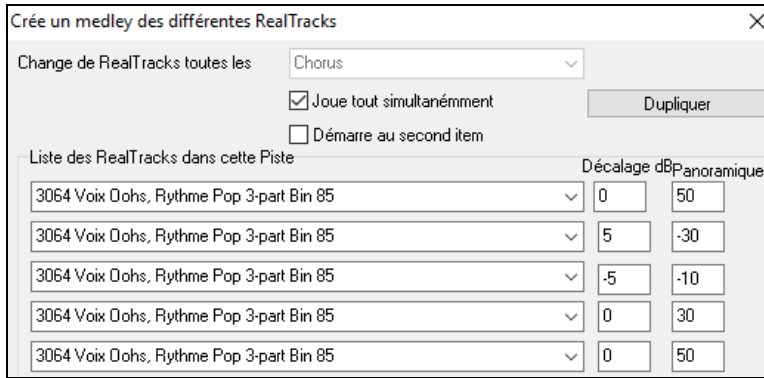 Crée un medley des différentes RealTracks
Change de RealTracks toutes les Chorus
Joue tout simultanémment Dupliquer
Démarre au second item
Liste des RealTracks dans cette Piste Décalage dB Panoramique
3064 Voix Oohs, Rythme Pop 3-part Bin 85 0 50
3064 Voix Oohs, Rythme Pop 3-part Bin 85 5 -30
3064 Voix Oohs, Rythme Pop 3-part Bin 85 -5 -10
3064 Voix Oohs, Rythme Pop 3-part Bin 85 0 30
3064 Voix Oohs, Rythme Pop 3-part Bin 85 0 50